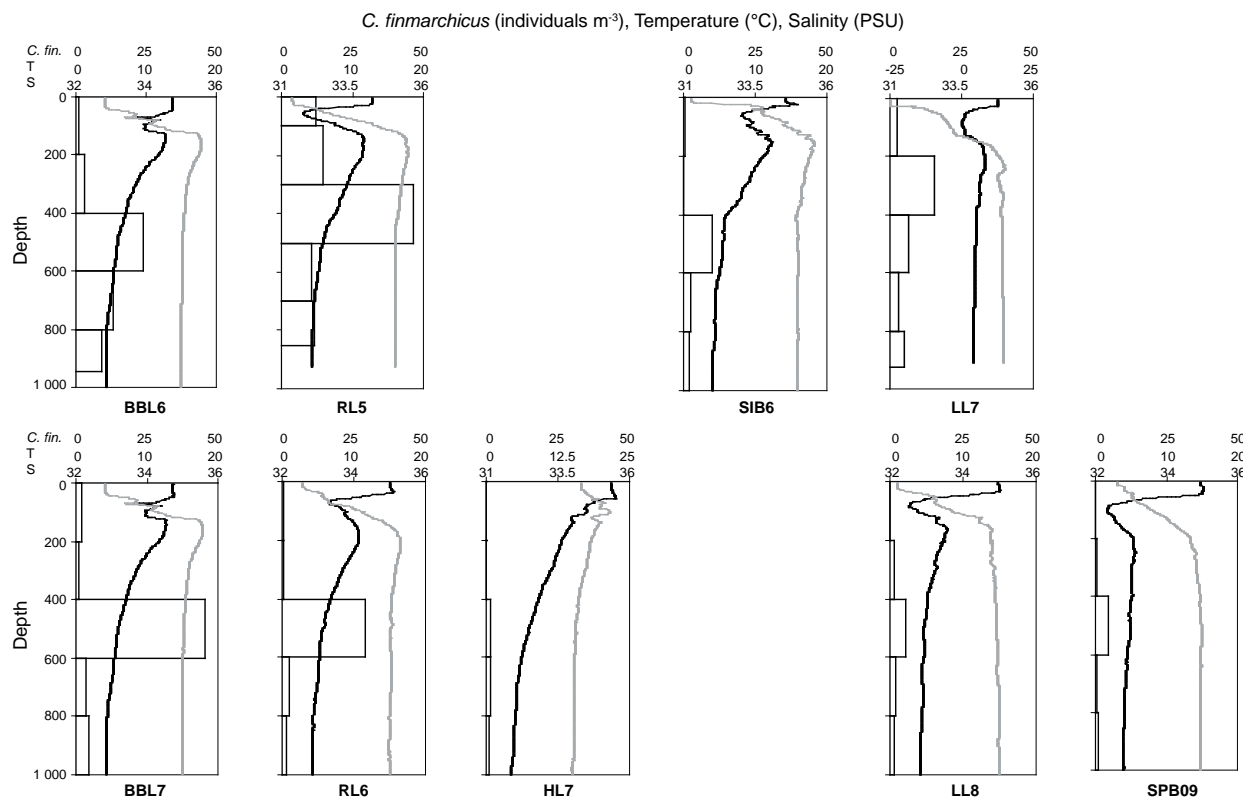 C. finmarchicus (individuals m-3), Temperature (°C), Salinity (PSU)
C. fin. 0 25 50 0 25 50 0 25 50 0 25 50
T 0 10 20 0 10 20 0 10 20 -25 0 25
S 32 34 36 31 33.5 36 31 33.5 36 31 33.5 36
0
200
400
600
800
1 000
Depth
BBL6 RL5 SIB6 LL7
C. fin. 0 25 50 0 25 50 0 25 50 0 25 50 0 25 50
T 0 10 20 0 10 20 0 12.5 25 0 10 20 0 10 20
S 32 34 36 32 34 36 31 33.5 36 32 34 36 32 34 36
0
200
400
600
800
1 000
Depth
BBL7 RL6 HL7 LL8 SPB09